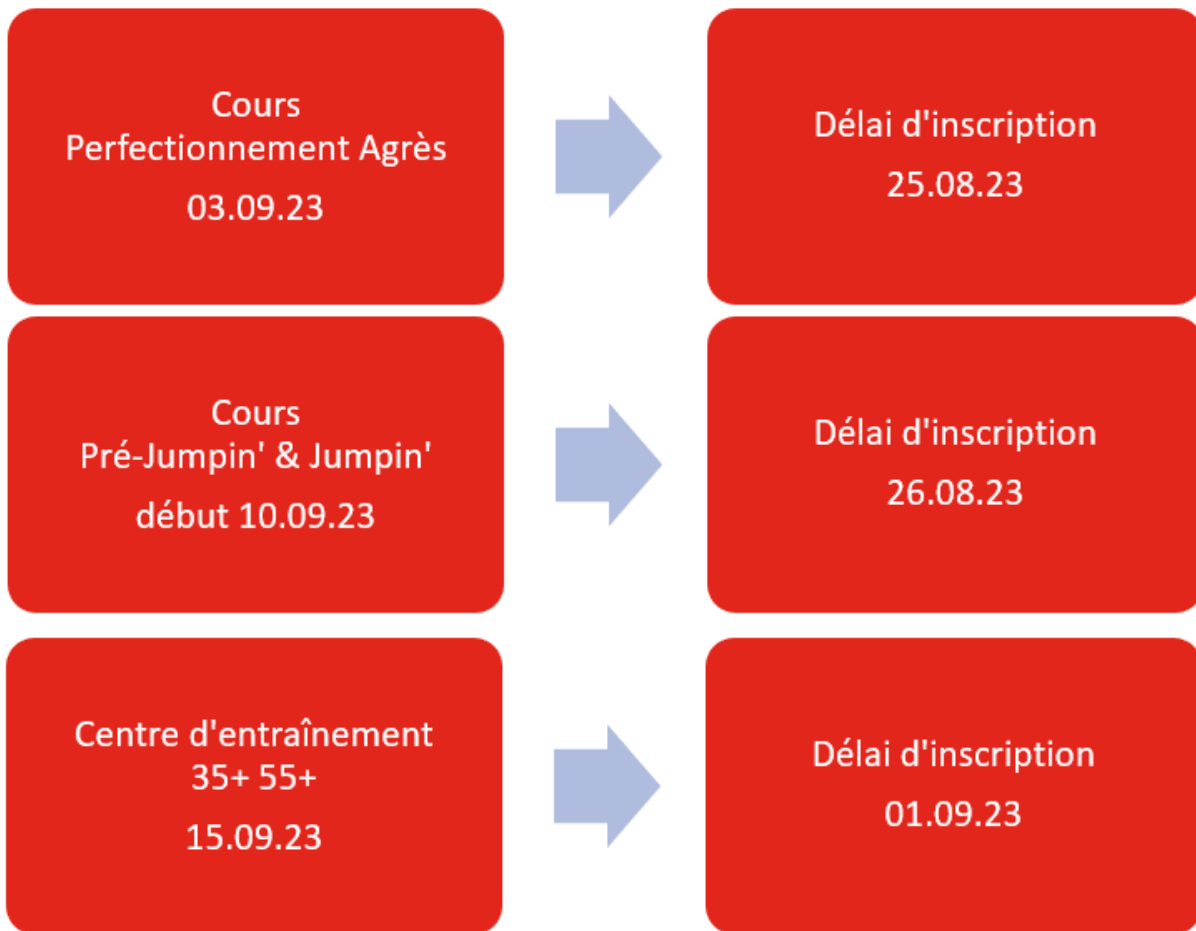 Cours
Perfectionnement Agrès
03.09.23
Délai d'inscription
25.08.23
Cours
Pré-Jumpin' & Jumpin'
début 10.09.23
Délai d'inscription
26.08.23
Centre d'entraînement
35+ 55+
15.09.23
Délai d'inscription
01.09.23